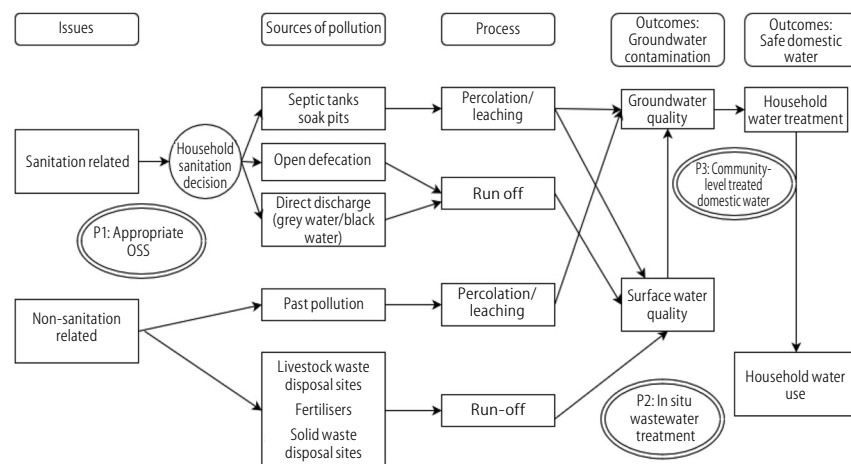 Issues
Sources of pollution
Process
Outcomes:
Groundwater
contamination
Outcomes:
Safe domestic
water
Sanitation related
Household
sanitation
decision
Septic tanks
soak pits
Percolation/
leaching
Groundwater
quality
Household
water treatment
Open defecation
Direct discharge
(grey water/black
water)
Run off
P3: Community-
level treated
domestic water
P1: Appropriate
OSS
Non-sanitation
related
Past pollution
Percolation/
leaching
Surface water
quality
Livestock waste
disposal sites
Fertilisers
Solid waste
disposal sites
Run-off
P2: In situ
wastewater
treatment
Household water
use